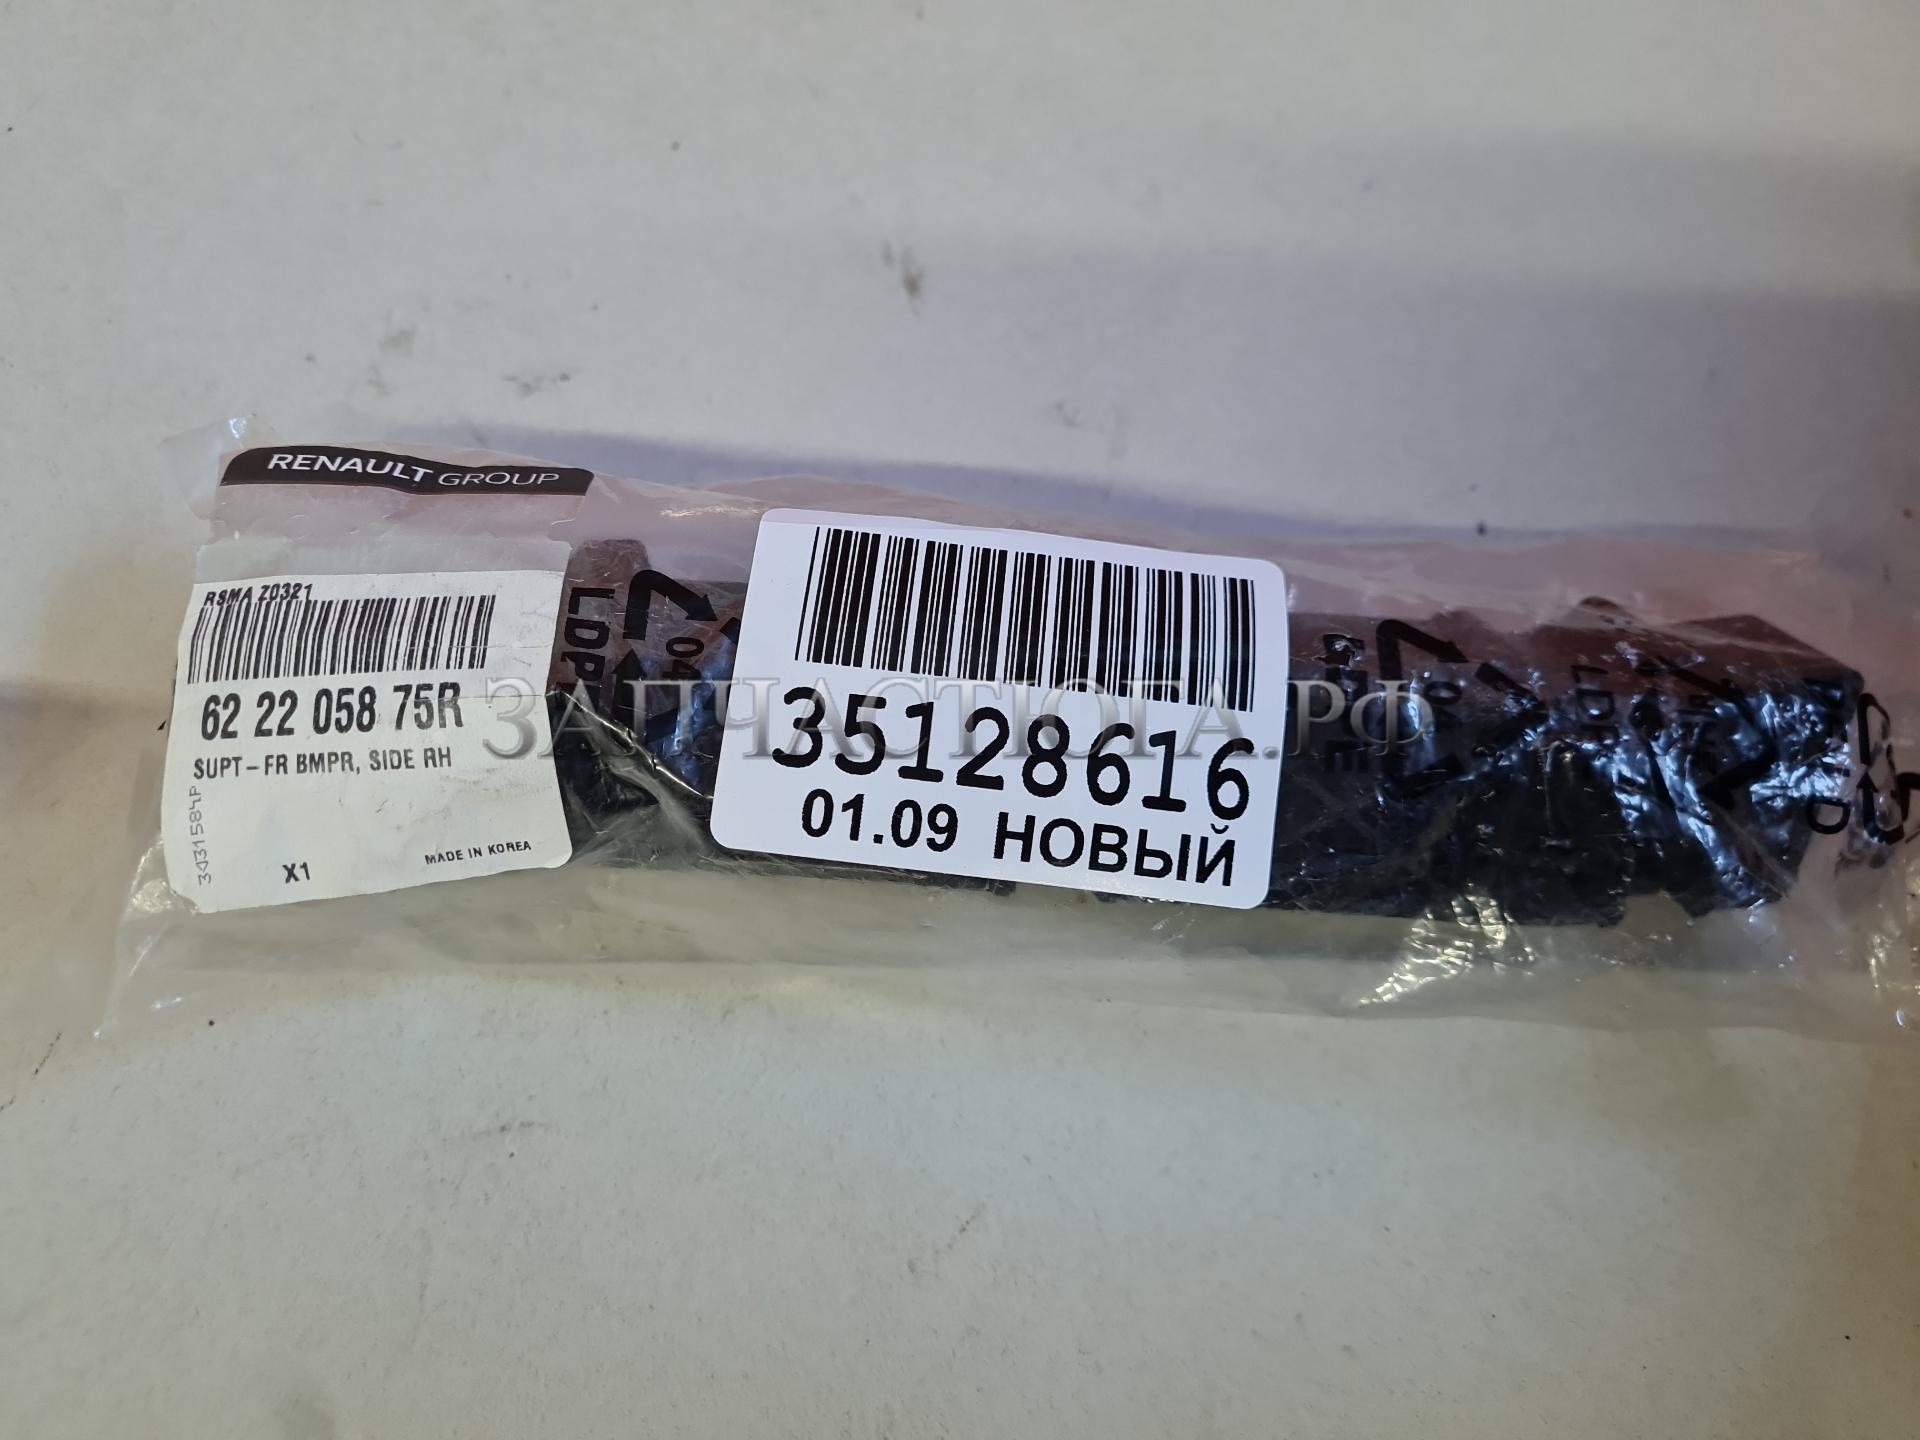 RENAULT GROUP
RSMA Z0321
62 22 058 75R
SUPT-FR BMPR, SIDE RH
X1
MADE IN KOREA
35128616
01.09 НОВЫЙ
ЗАПЧАСТЮГА.РФ
04